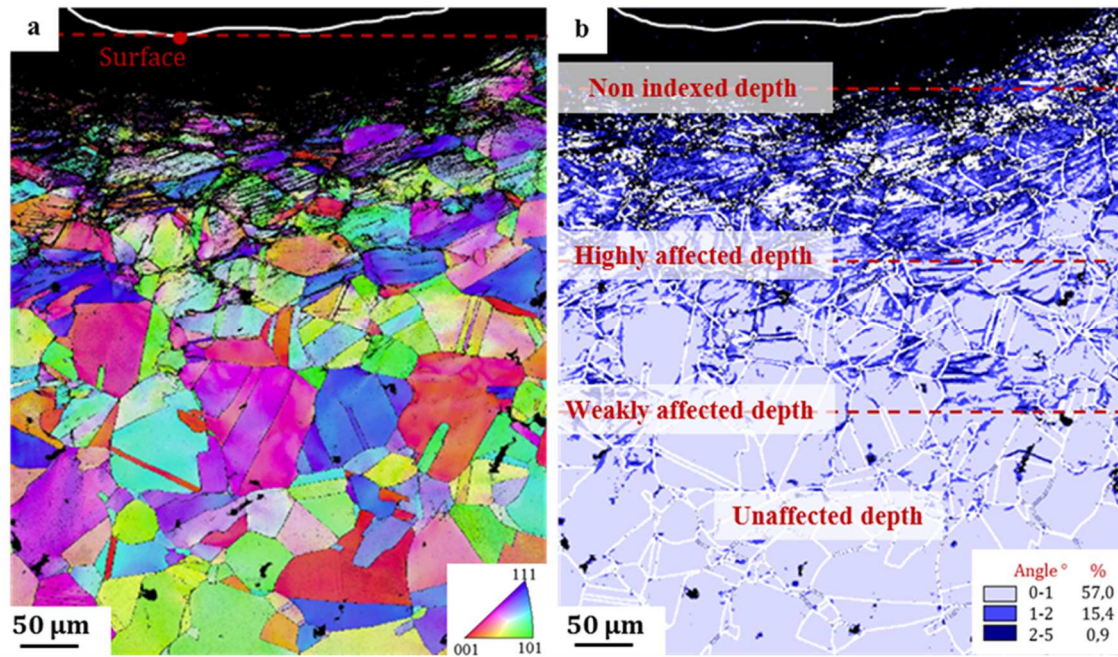 a
Surface
111
001
101
50 μm
b
Non indexed depth
Highly affected depth
Weakly affected depth
Unaffected depth
Angle ° %
0-1 57,0
1-2 15,4
2-5 0,9
50 μm